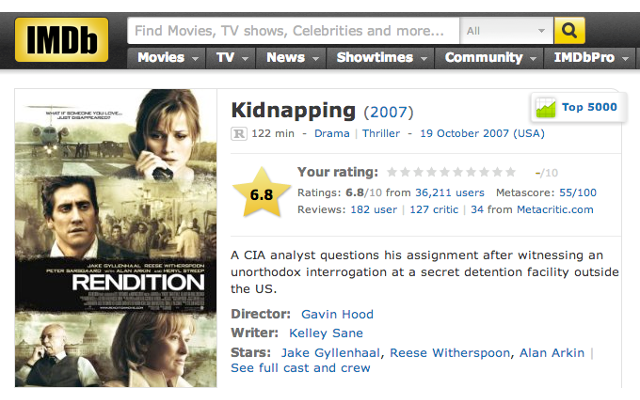 IMDb
Find Movies, TV shows, Celebrities and more...
All
Movies
TV
News
Showtimes
Community
IMDbPro
WHAT IF SOMEONE YOU LOVE...
JUST DISAPPEARED?
JAKE GYLLENHAAL REESE WITHERSPOON
PETER SARSGAARD WITH ALAN ARKIN AND MERYL STREEP
RENDITION
Kidnapping (2007)
Top 5000
R 122 min - Drama | Thriller - 19 October 2007 (USA)
6.8
Your rating: -/10
Ratings: 6.8/10 from 36,211 users Metascore: 55/100
Reviews: 182 user | 127 critic | 34 from Metacritic.com
A CIA analyst questions his assignment after witnessing an
unorthodox interrogation at a secret detention facility outside
the US.
Director: Gavin Hood
Writer: Kelley Sane
Stars: Jake Gyllenhaal, Reese Witherspoon, Alan Arkin |
See full cast and crew